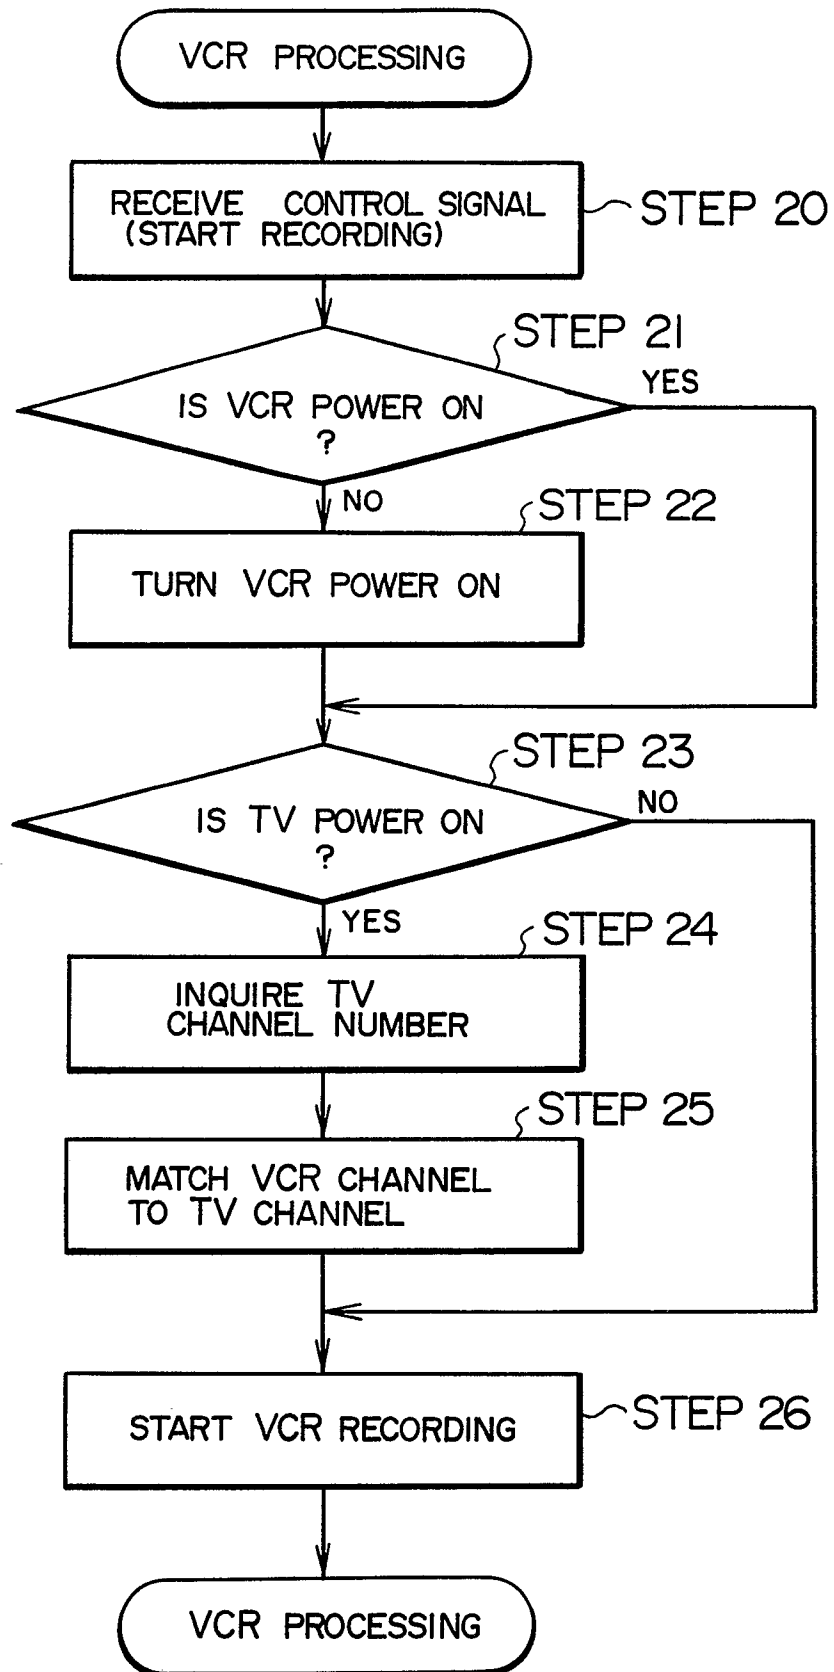 VCR PROCESSING
RECEIVE CONTROL SIGNAL
(START RECORDING)
STEP 20
STEP 21
IS VCR POWER ON
?
YES
NO
STEP 22
TURN VCR POWER ON
STEP 23
IS TV POWER ON
?
NO
YES
STEP 24
INQUIRE TV
CHANNEL NUMBER
STEP 25
MATCH VCR CHANNEL
TO TV CHANNEL
START VCR RECORDING
STEP 26
VCR PROCESSING